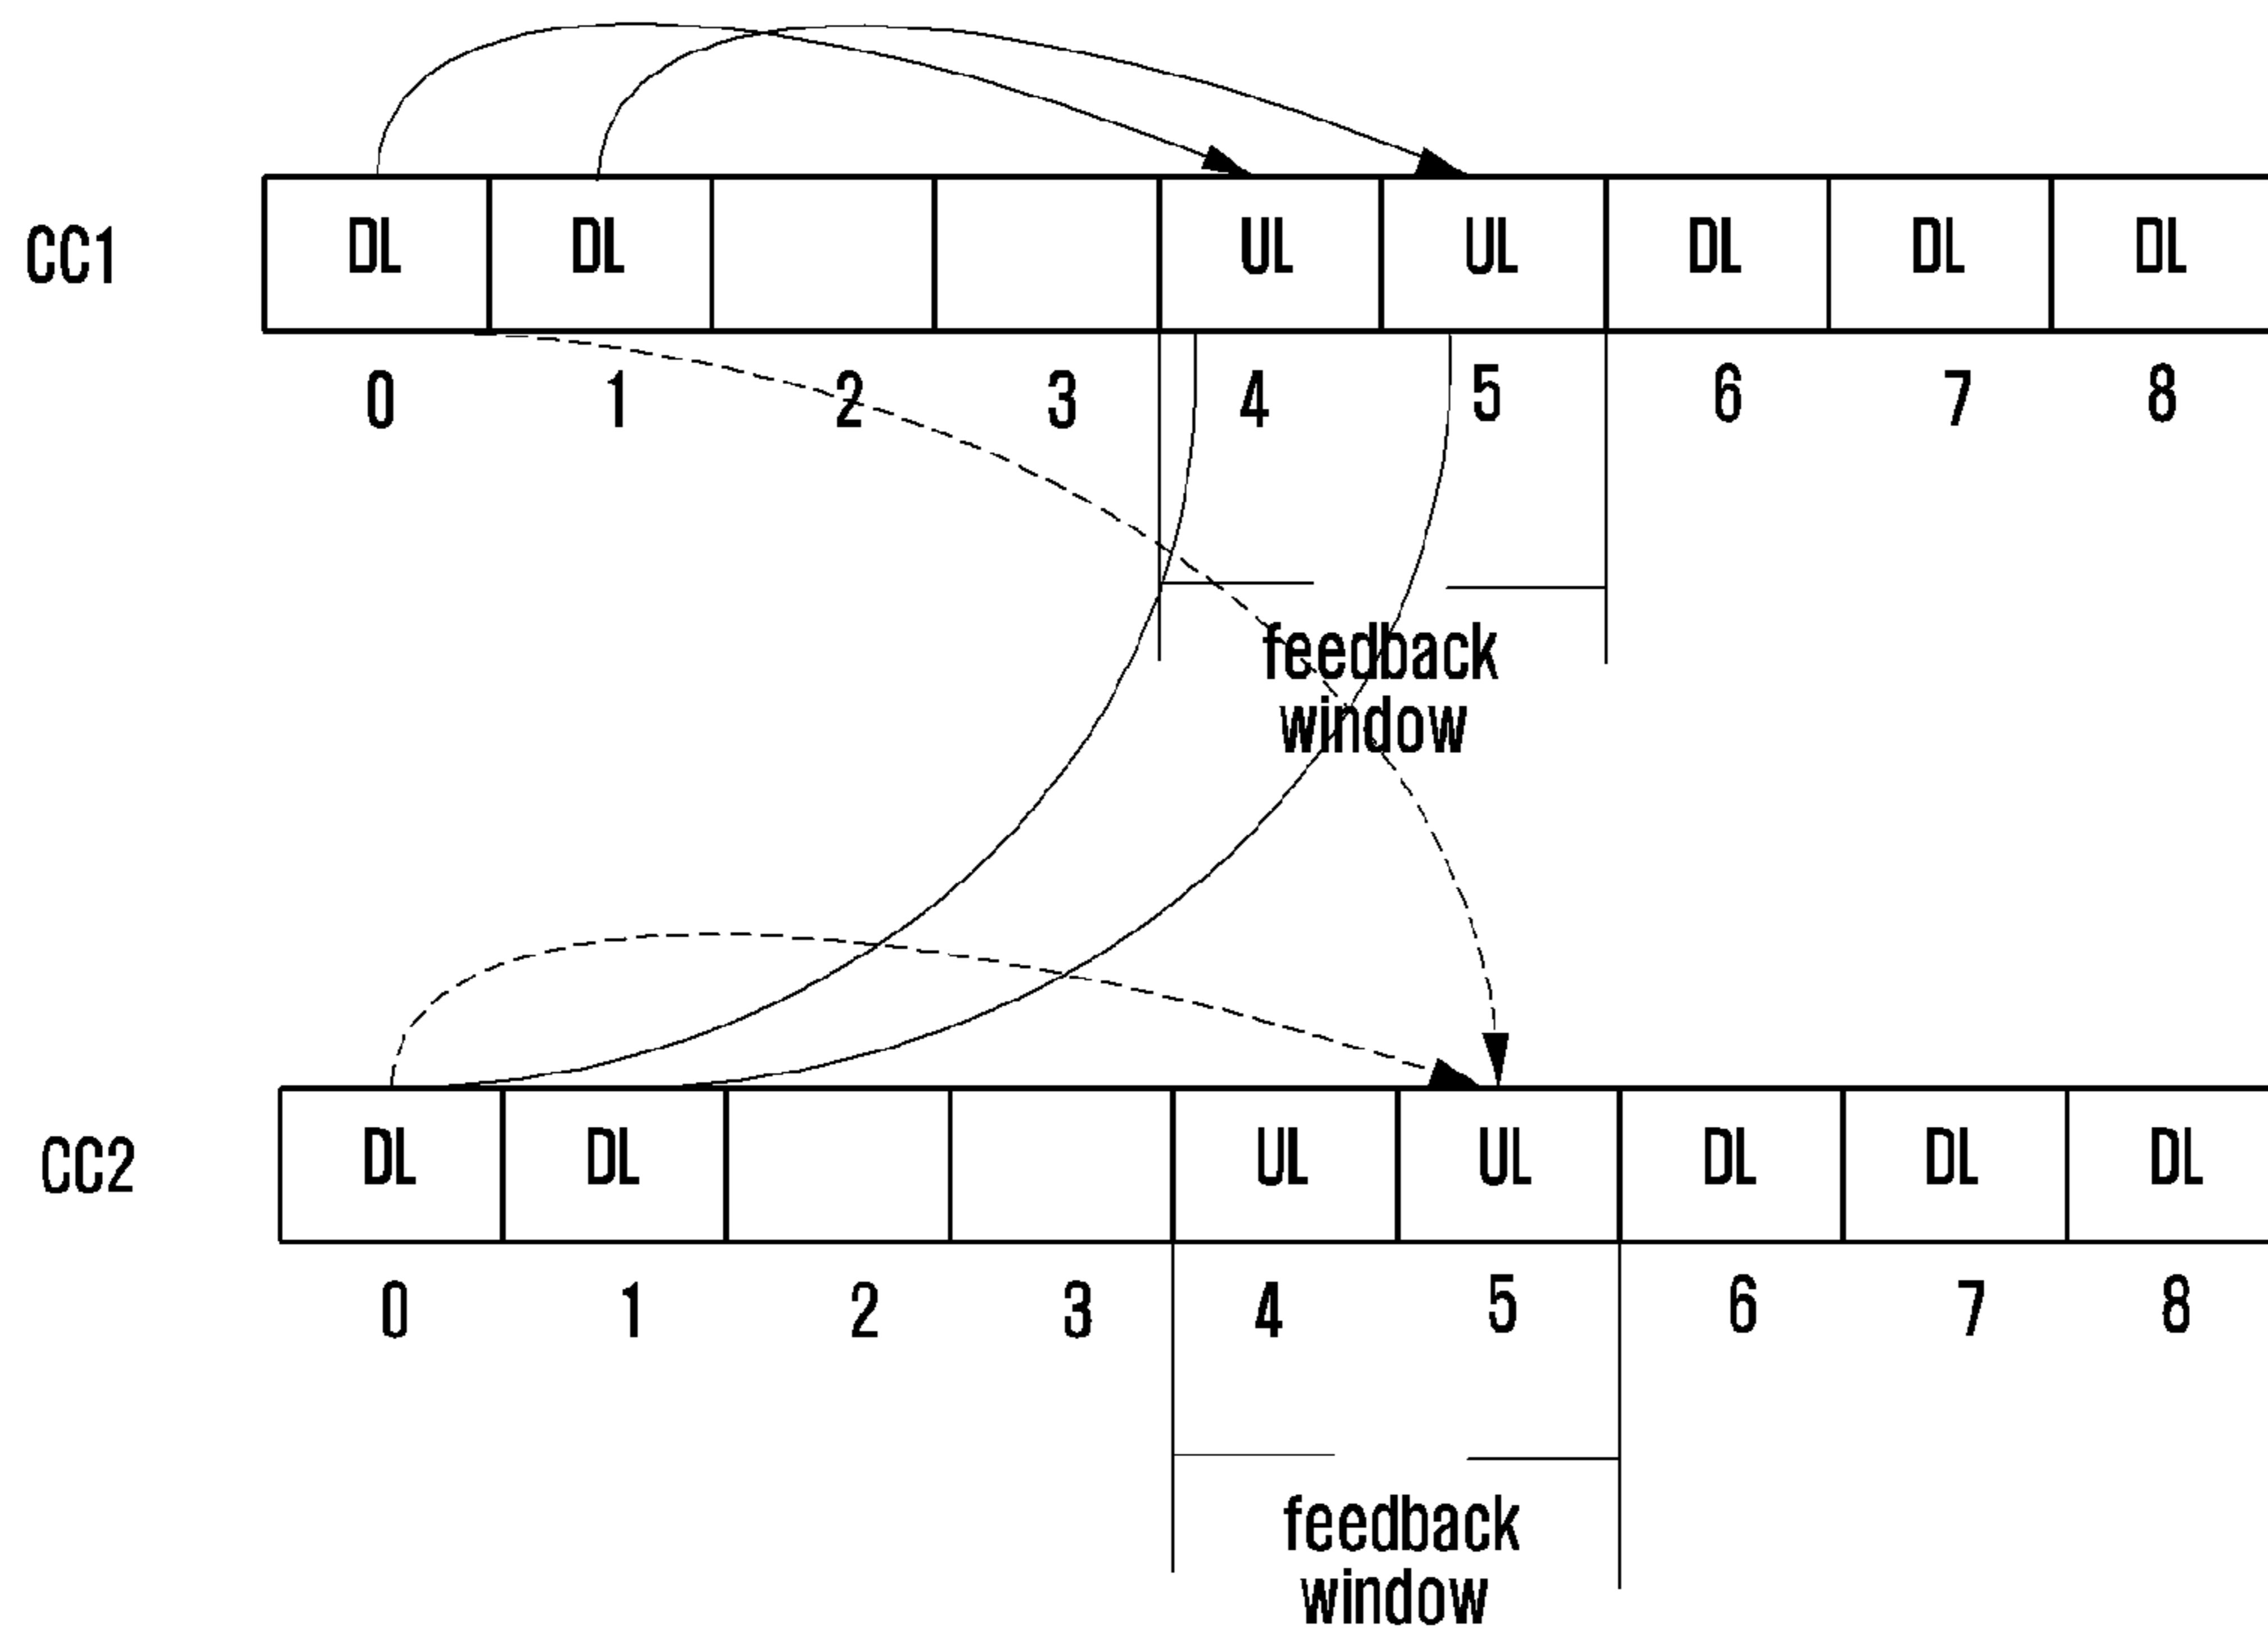 CC1 DL DL UL UL DL DL DL
0 1 2 3 4 5 6 7 8
feedback
window
CC2 DL DL UL UL DL DL DL
0 1 2 3 4 5 6 7 8
feedback
window